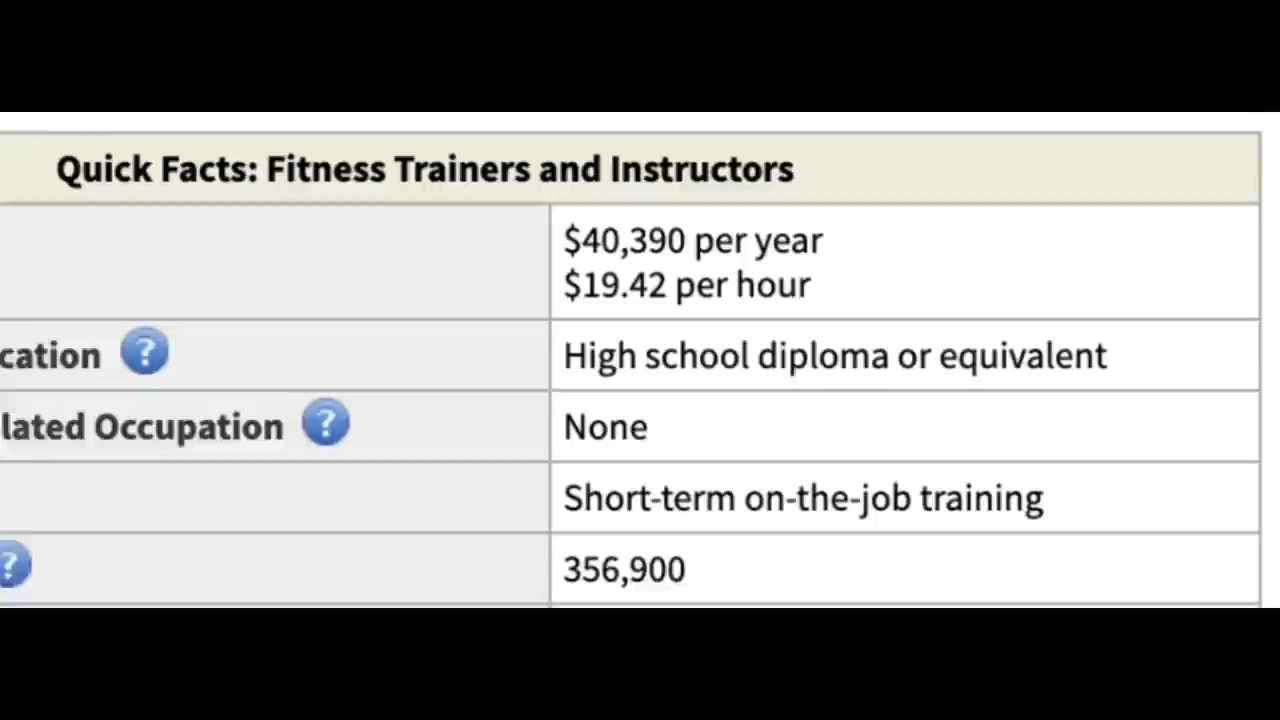 Quick Facts: Fitness Trainers and Instructors
$40,390 per year
$19.42 per hour
cation ?
High school diploma or equivalent
lated Occupation ?
None
Short-term on-the-job training
?
356,900